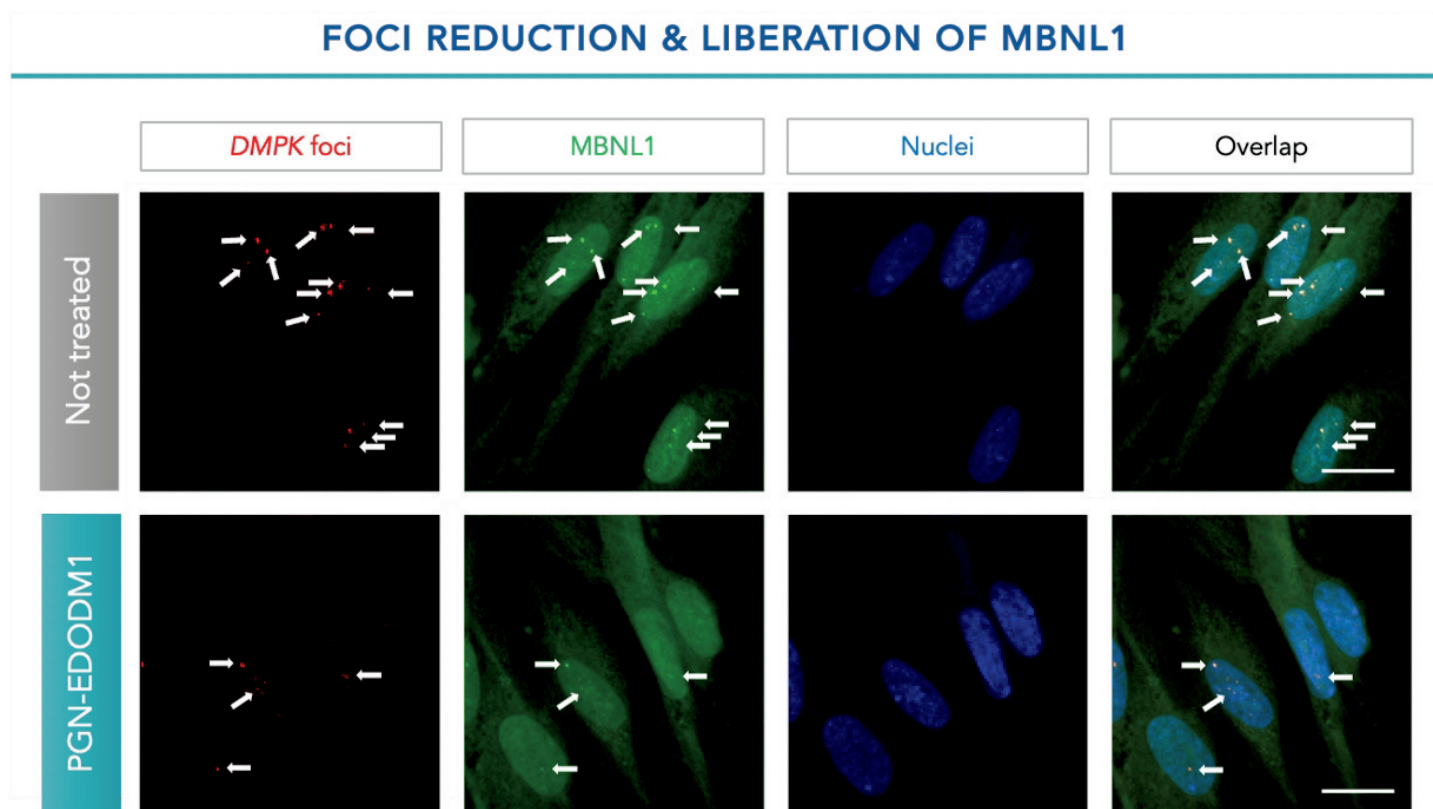 FOCI REDUCTION & LIBERATION OF MBNL1
DMPK foci
MBNL1
Nuclei
Overlap
Not treated
PGN-EDODM1